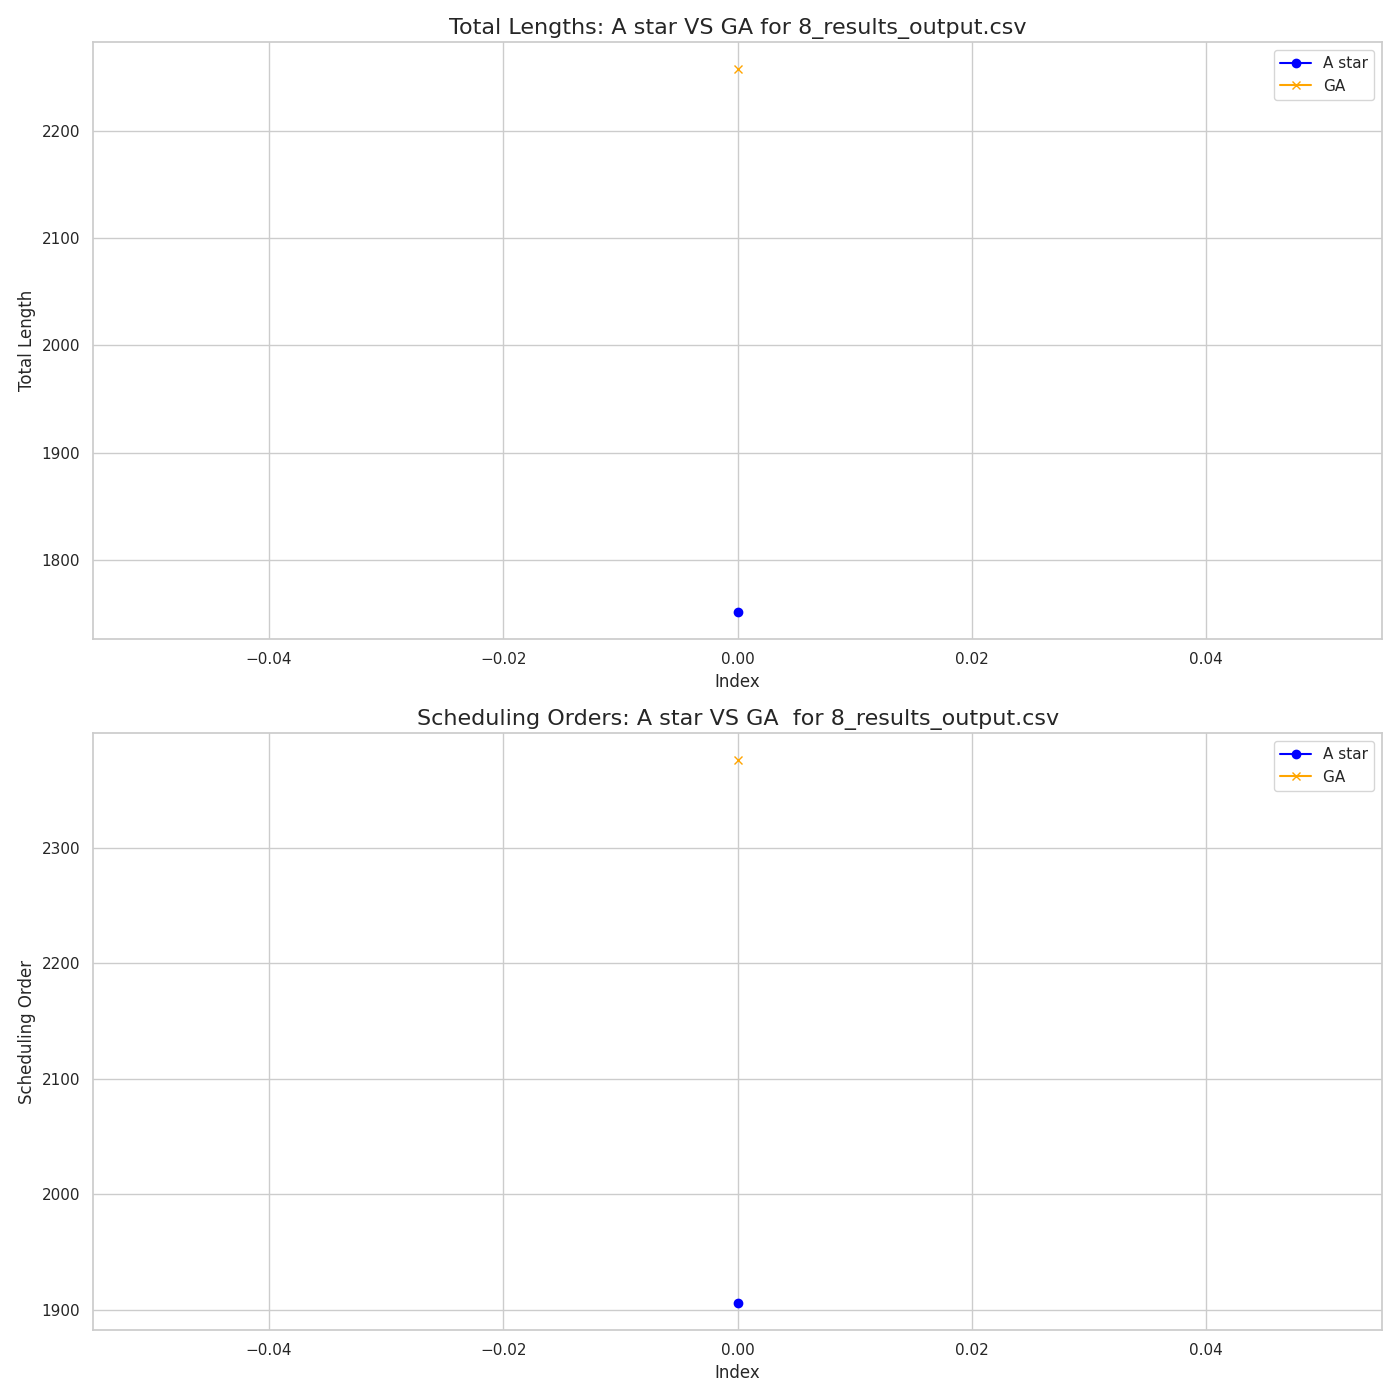 Total Lengths: A star VS GA for 8_results_output.csv
A star
GA
2200
2100
2000
1900
1800
Total Length
−0.04 −0.02 0.00 0.02 0.04
Index
Scheduling Orders: A star VS GA  for 8_results_output.csv
A star
GA
2300
2200
2100
2000
1900
Scheduling Order
−0.04 −0.02 0.00 0.02 0.04
Index